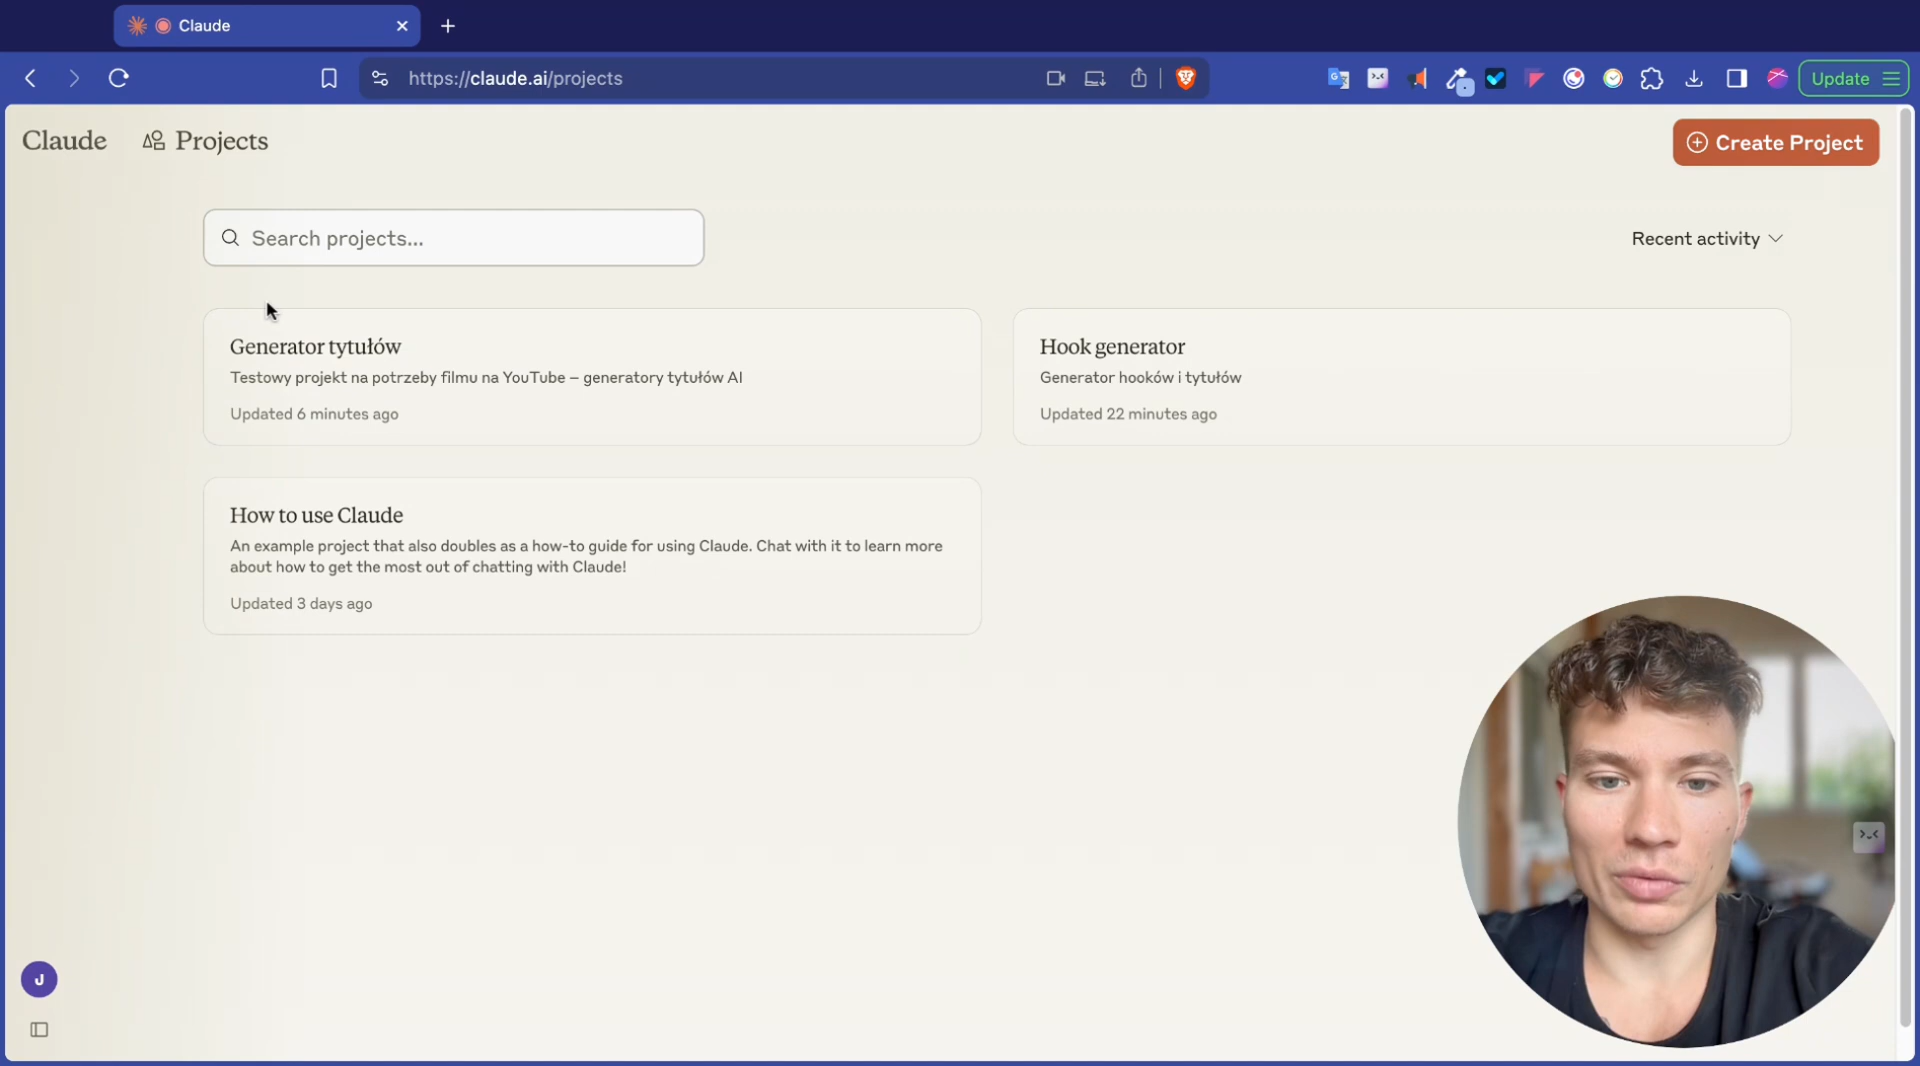 Claude
https://claude.ai/projects
Update
Claude
Projects
Create Project
Search projects...
Recent activity
Generator tytułów
Testowy projekt na potrzeby filmu na YouTube – generatory tytułów AI
Updated 6 minutes ago
Hook generator
Generator hooków i tytułów
Updated 22 minutes ago
How to use Claude
An example project that also doubles as a how-to guide for using Claude. Chat with it to learn more
about how to get the most out of chatting with Claude!
Updated 3 days ago
J